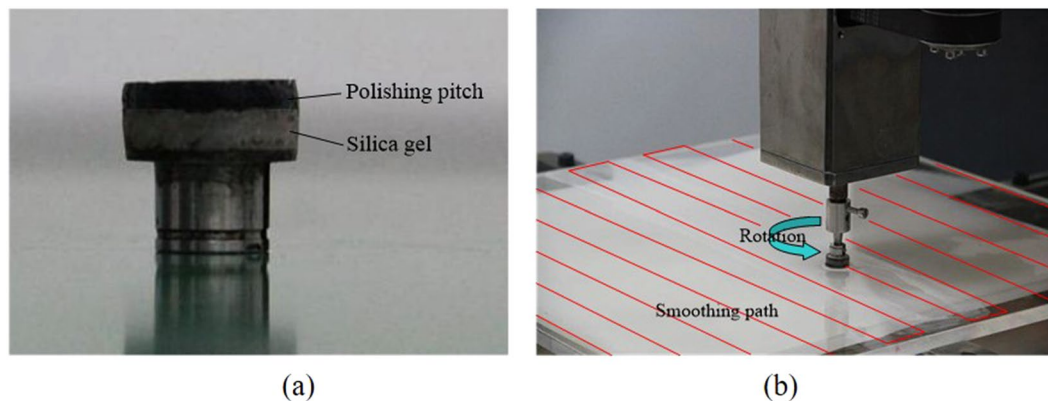 Polishing pitch
Silica gel
Rotation
Smoothing path
(a)
(b)